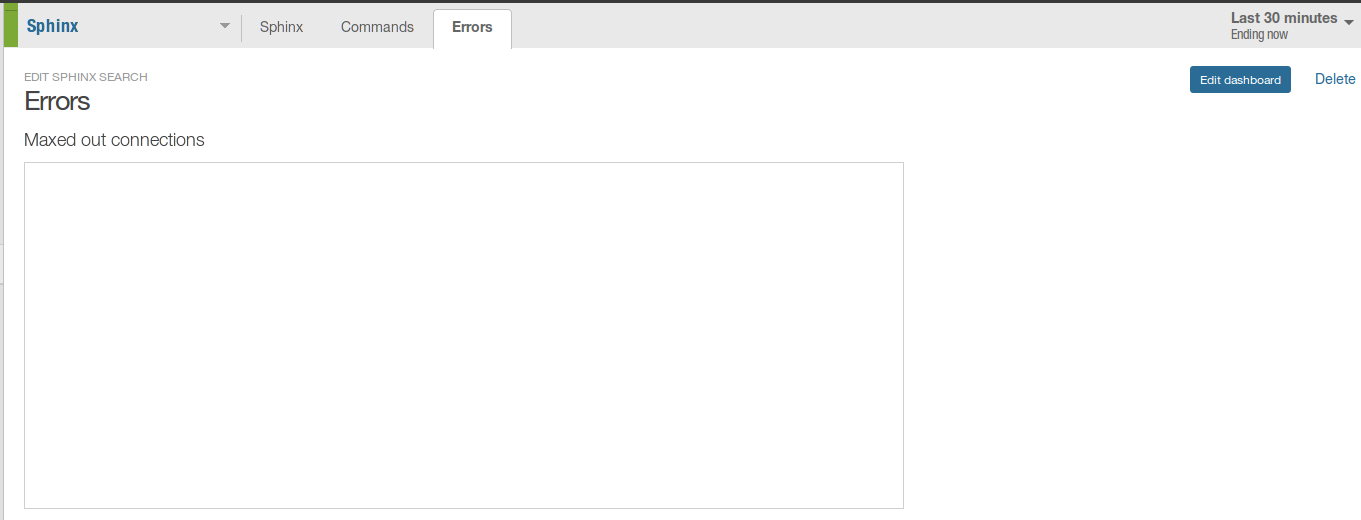 Sphinx
Sphinx
Commands
Errors
Last 30 minutes
Ending now
EDIT SPHINX SEARCH
Errors
Edit dashboard
Delete
Maxed out connections